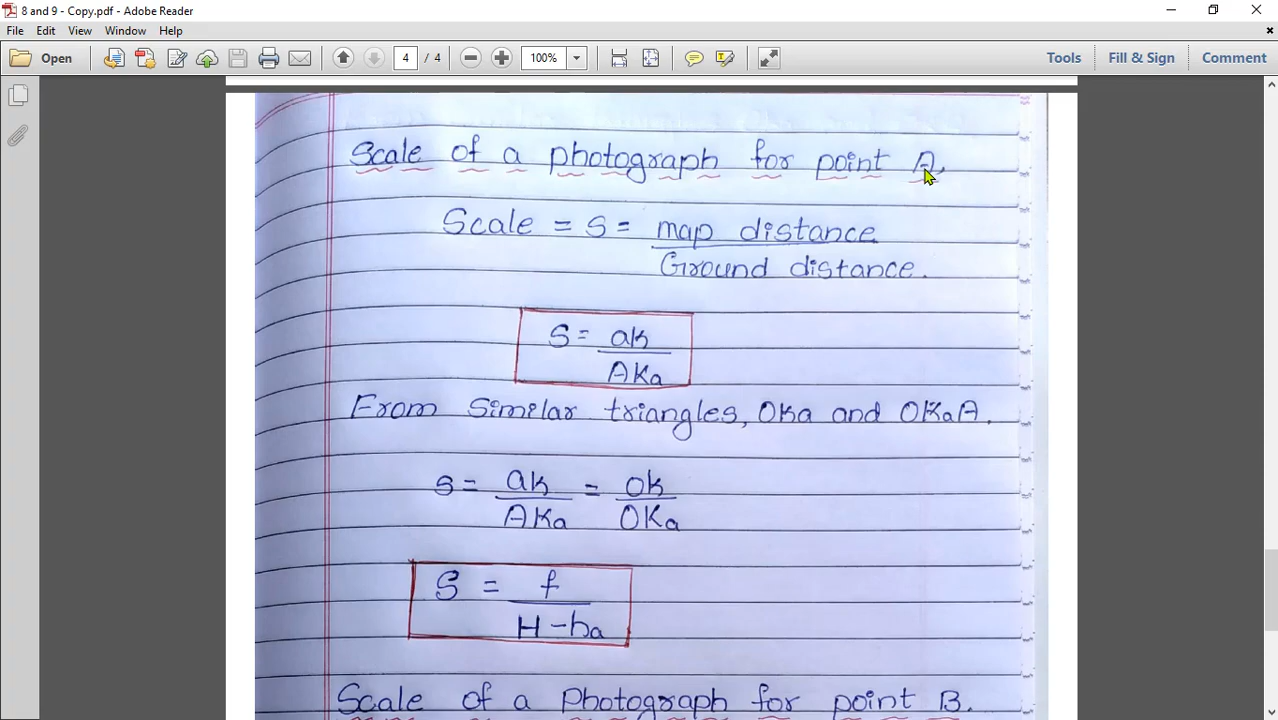 8 and 9 - Copy.pdf - Adobe Reader
File Edit View Window Help
Open 4 / 4 100% Tools Fill & Sign Comment
Scale of a photograph for point A.
Scale = S = map distance
Ground distance.
S = ak
AKa
From Similar triangles, Oka and OKaA.
s = ak = ok
AKa OKa
S = f
H - ha
Scale of a Photograph for point B.